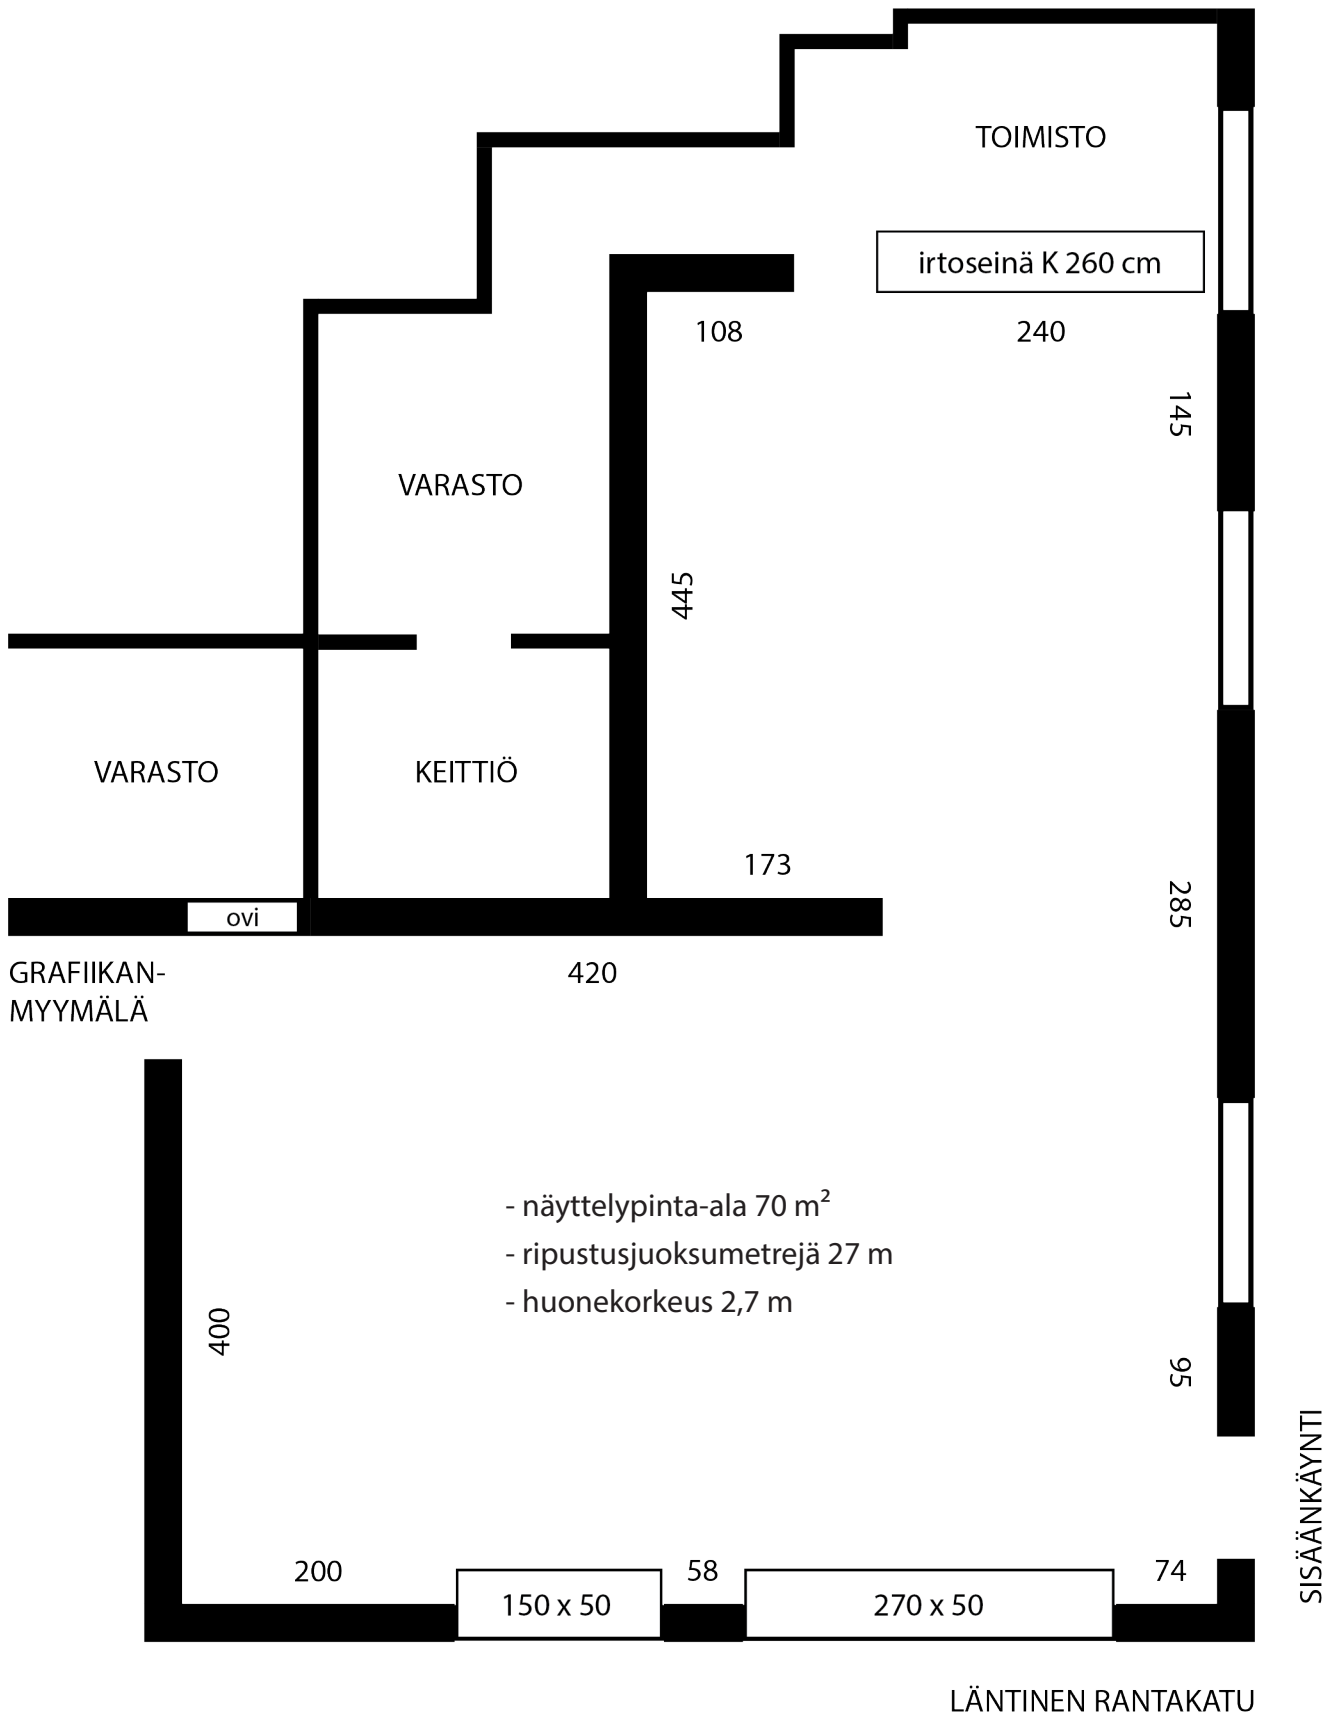 TOIMISTO
irtoseinä K 260 cm
108
240
145
VARASTO
445
VARASTO
KEITTIÖ
173
285
ovi
GRAFIIKAN-
MYYMÄLÄ
420
- näyttelypinta-ala 70 m²
- ripustusjuoksumetrejä 27 m
- huonekorkeus 2,7 m
400
95
SISÄÄNKÄYNTI
200
58
74
150 x 50
270 x 50
LÄNTINEN RANTAKATU